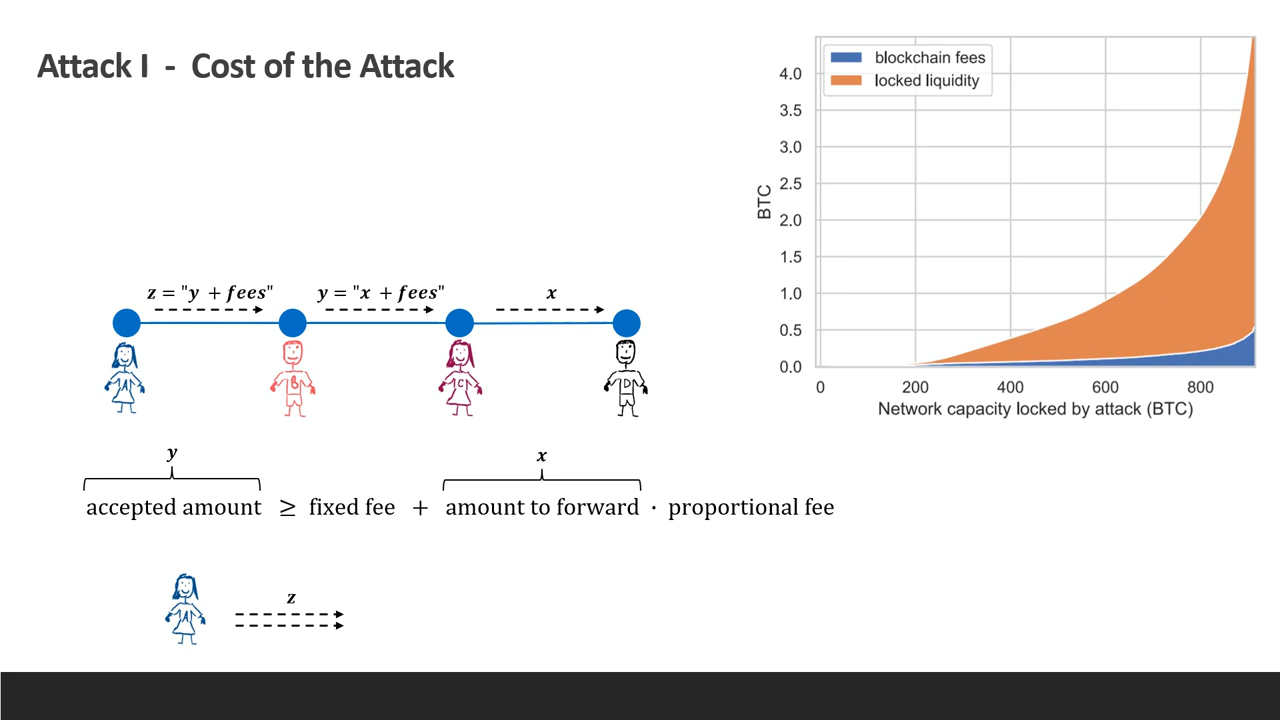 Attack I - Cost of the Attack
blockchain fees
locked liquidity
4.0
3.5
3.0
2.5
2.0
1.5
1.0
0.5
0.0
BTC
0 200 400 600 800
Network capacity locked by attack (BTC)
z = "y + fees" y = "x + fees" x
A B C D
y x
accepted amount ≥ fixed fee + amount to forward · proportional fee
z
A